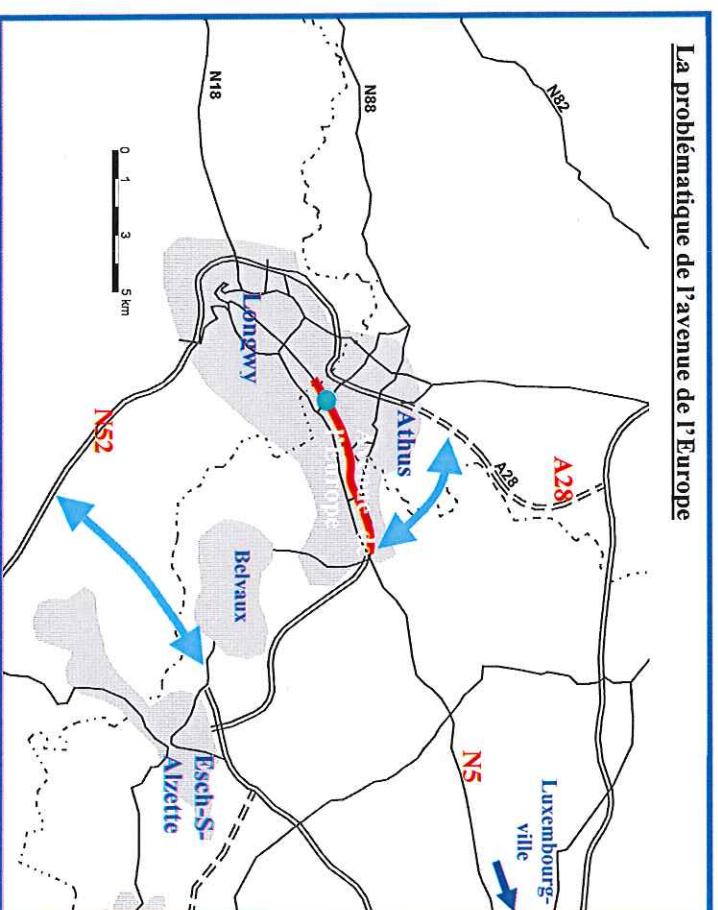 La problématique de l'avenue de l'Europe
N82
N88
N18
0 1 3 5 km
Longwy
Athus
A28
A28
N52
Europe
Belvaux
N5
Luxembourg-
ville
Esch-S-
Alzette